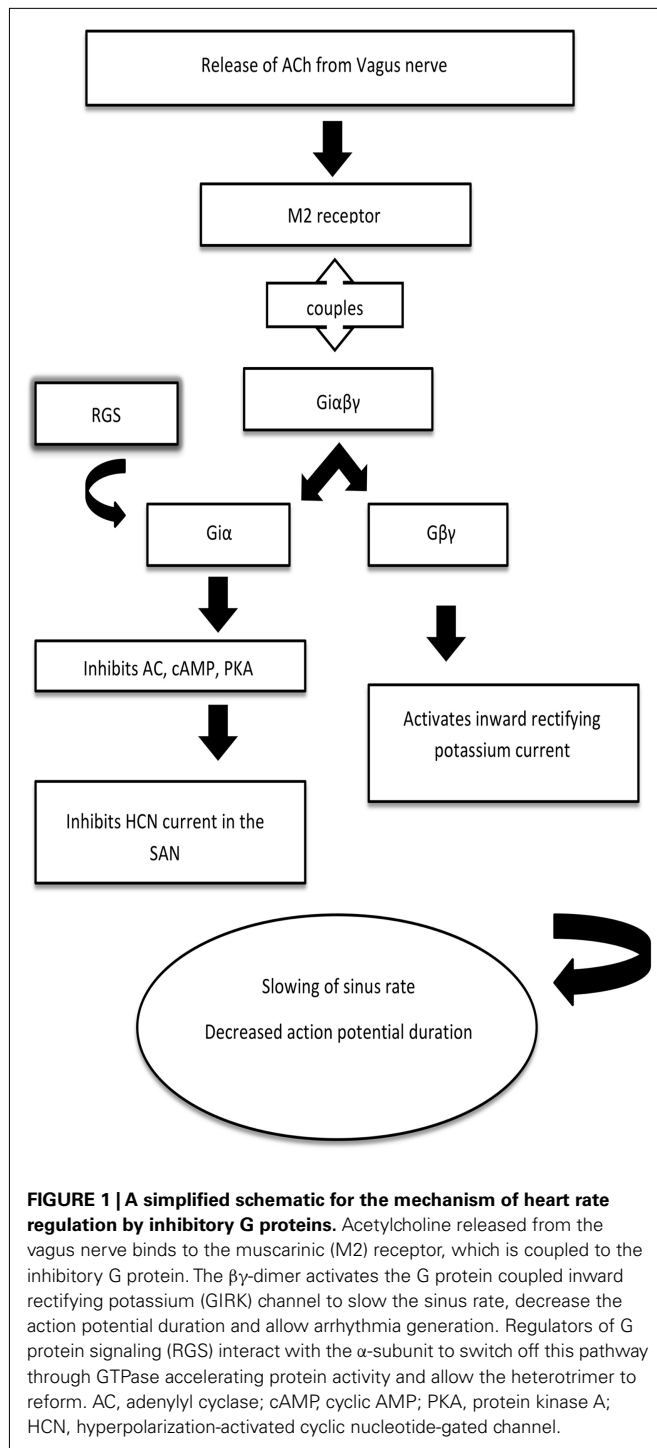 Release of ACh from Vagus nerve
M2 receptor
couples
Giαβγ
RGS
Giα
Gβγ
Inhibits AC, cAMP, PKA
Activates inward rectifying
potassium current
Inhibits HCN current in the
SAN
Slowing of sinus rate
Decreased action potential duration
FIGURE 1 | A simplified schematic for the mechanism of heart rate
regulation by inhibitory G proteins. Acetylcholine released from the
vagus nerve binds to the muscarinic (M2) receptor, which is coupled to the
inhibitory G protein. The βγ-dimer activates the G protein coupled inward
rectifying potassium (GIRK) channel to slow the sinus rate, decrease the
action potential duration and allow arrhythmia generation. Regulators of G
protein signaling (RGS) interact with the α-subunit to switch off this pathway
through GTPase accelerating protein activity and allow the heterotrimer to
reform. AC, adenylyl cyclase; cAMP, cyclic AMP; PKA, protein kinase A;
HCN, hyperpolarization-activated cyclic nucleotide-gated channel.